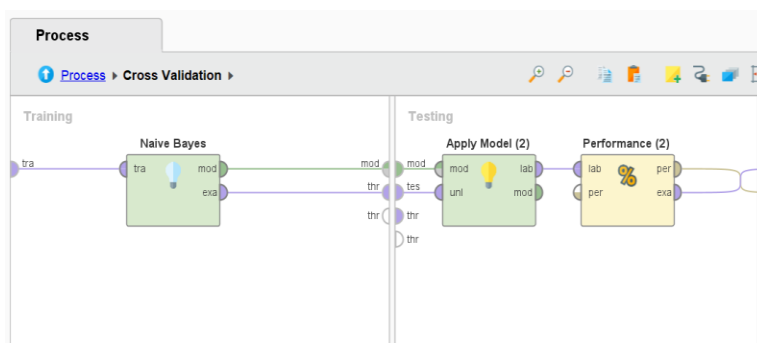 Process
Process ▸ Cross Validation ▸
Training
Testing
Naive Bayes
Apply Model (2)
Performance (2)
tra
tra
mod
mod
mod
mod
lab
lab
%
per
exa
thr
tes
unl
mod
per
exa
thr
thr
thr